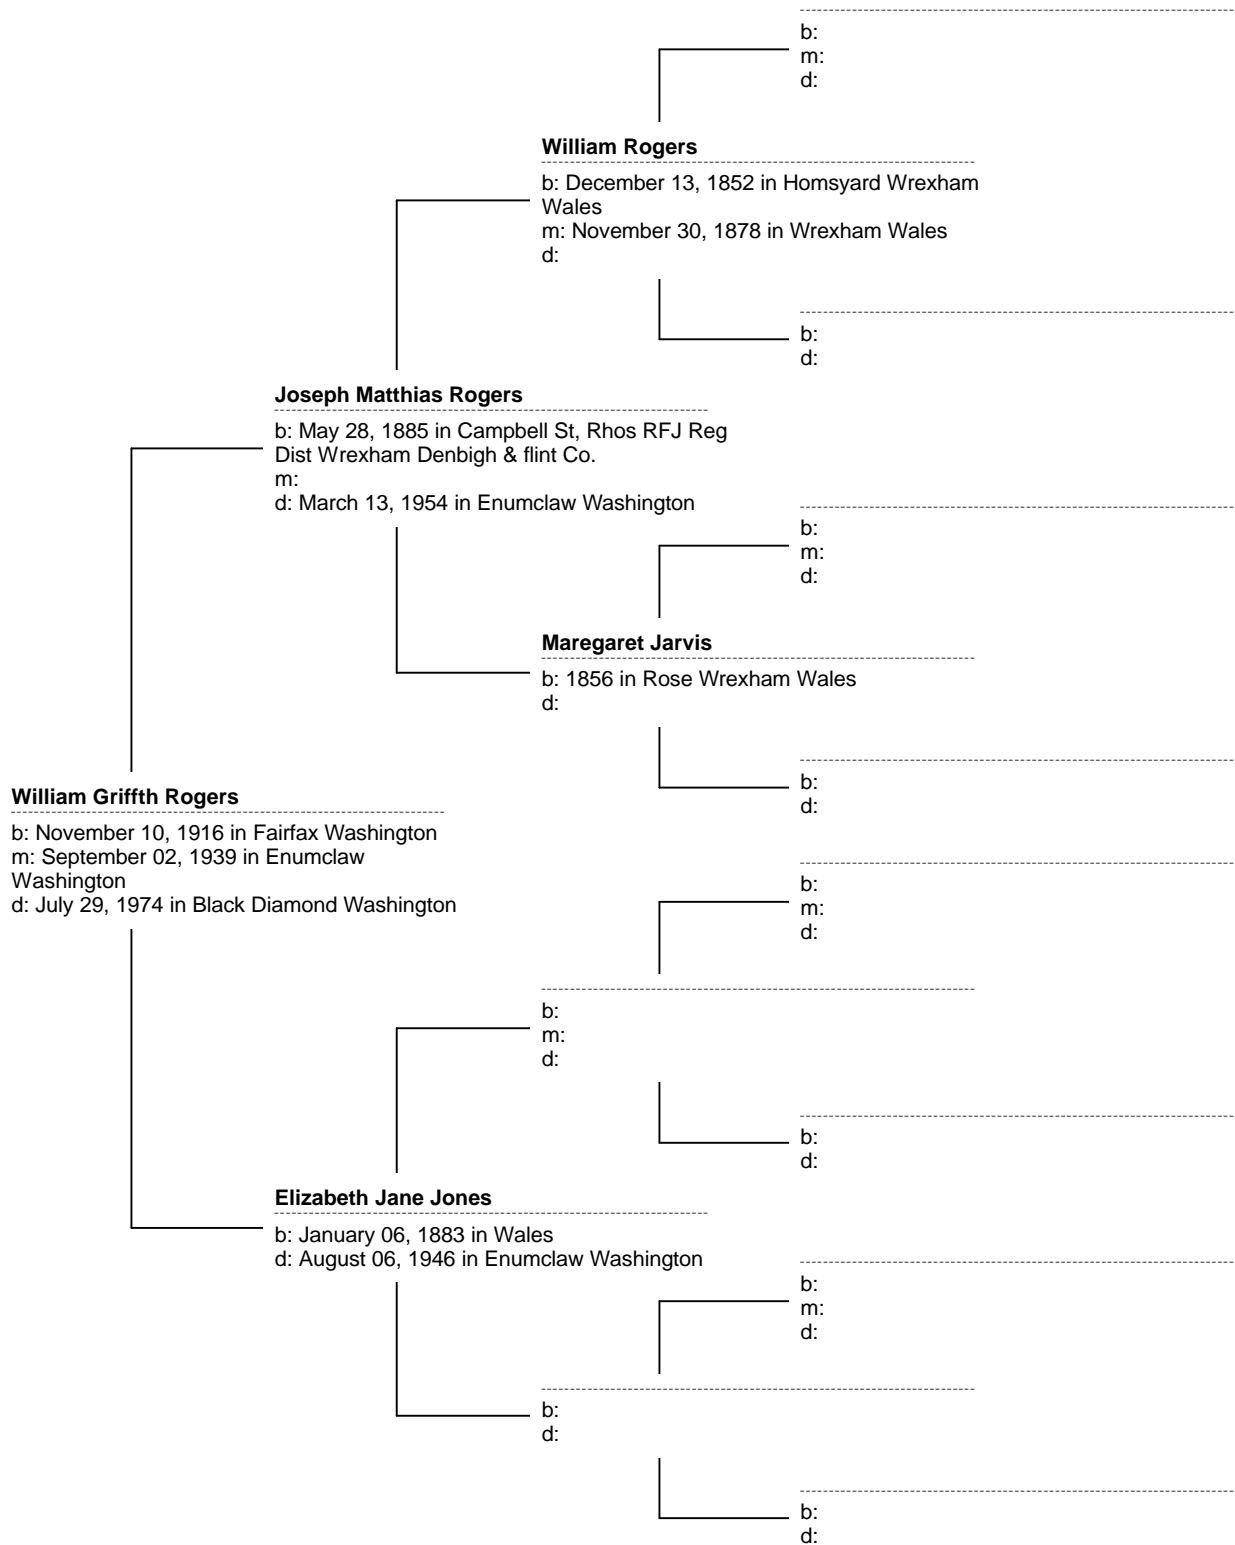 b:
m:
d:
William Rogers
b: December 13, 1852 in Homsyard Wrexham
Wales
m: November 30, 1878 in Wrexham Wales
d:
b:
d:
Joseph Matthias Rogers
b: May 28, 1885 in Campbell St, Rhos RFJ Reg
Dist Wrexham Denbigh & flint Co.
m:
d: March 13, 1954 in Enumclaw Washington
b:
m:
d:
Maregaret Jarvis
b: 1856 in Rose Wrexham Wales
d:
b:
d:
William Griffth Rogers
b: November 10, 1916 in Fairfax Washington
m: September 02, 1939 in Enumclaw
Washington
d: July 29, 1974 in Black Diamond Washington
b:
m:
d:
b:
m:
d:
b:
d:
Elizabeth Jane Jones
b: January 06, 1883 in Wales
d: August 06, 1946 in Enumclaw Washington
b:
m:
d:
b:
d:
b:
d: